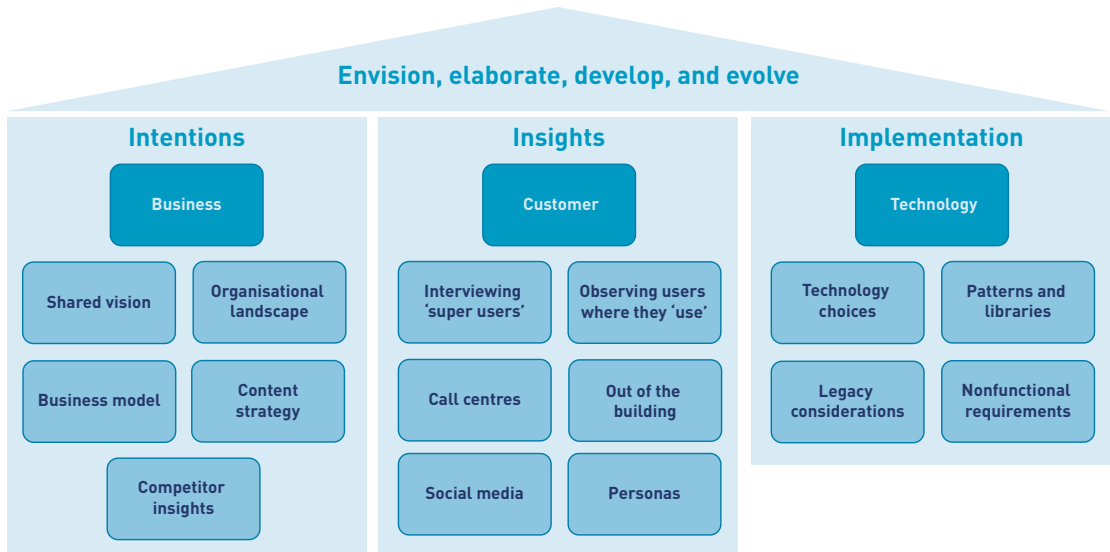 Envision, elaborate, develop, and evolve
Intentions
Business
Shared vision
Organisational
landscape
Business model
Content
strategy
Competitor
insights
Insights
Customer
Interviewing
‘super users’
Observing users
where they ‘use’
Call centres
Out of the
building
Social media
Personas
Implementation
Technology
Technology
choices
Patterns and
libraries
Legacy
considerations
Nonfunctional
requirements